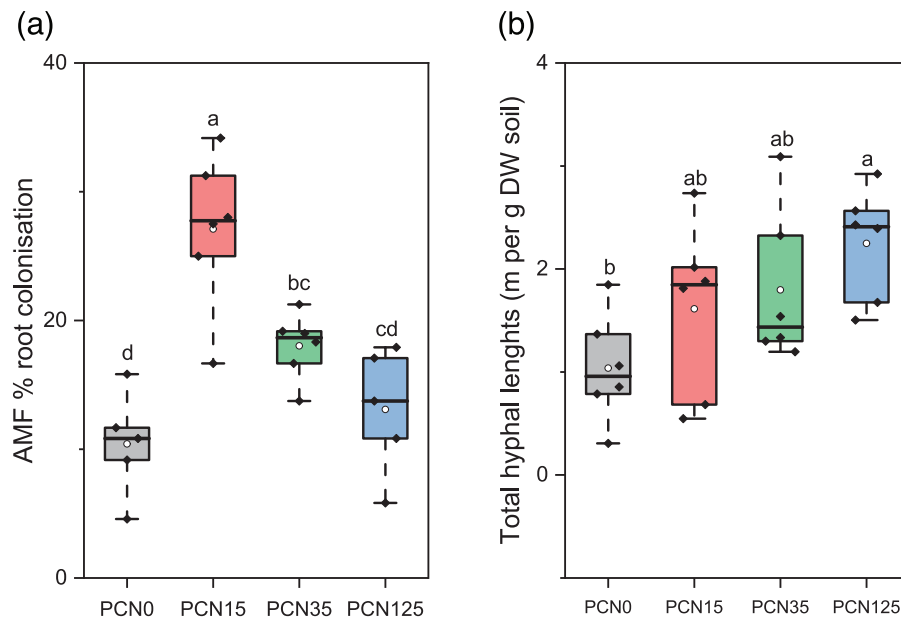 (a)
AMF % root colonisation
40
20
0
d
a
bc
cd
PCN0 PCN15 PCN35 PCN125
(b)
Total hyphal lenghts (m per g DW soil)
4
2
0
b
ab
ab
a
PCN0 PCN15 PCN35 PCN125